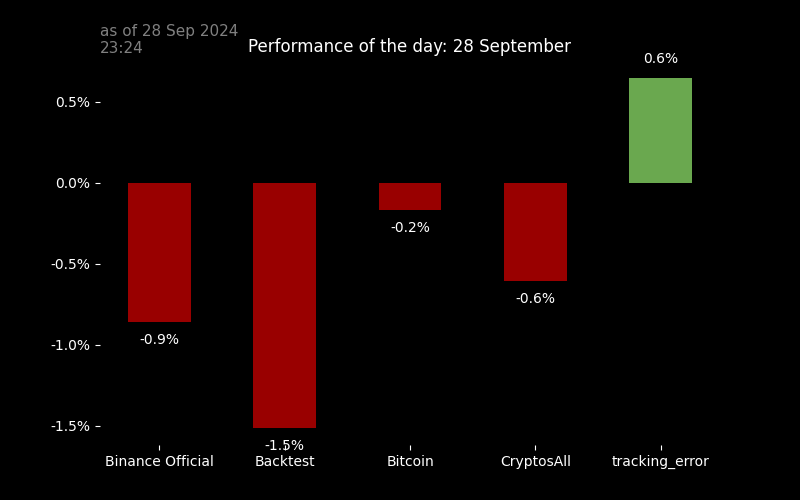 as of 28 Sep 2024
23:24
Performance of the day: 28 September
0.6%
0.5%
0.0%
-0.2%
-0.5%
-0.6%
-0.9%
-1.0%
-1.5%
-1.5%
Binance Official
Backtest
Bitcoin
CryptosAll
tracking_error